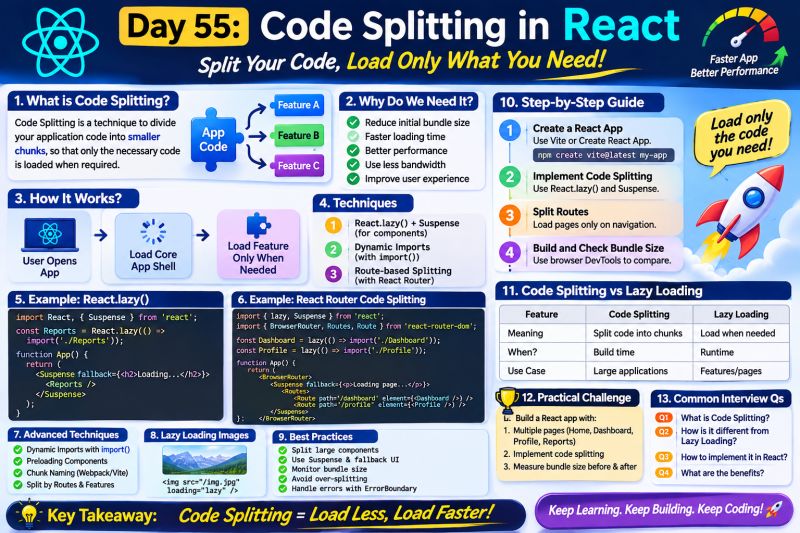 Day 55: Code Splitting in React
Split Your Code, Load Only What You Need!
Faster App
Better Performance
1. What is Code Splitting?
Code Splitting is a technique to divide
your application code into smaller
chunks, so that only the necessary code
is loaded when required.
App
Code
Feature A
Feature B
Feature C
2. Why Do We Need It?
Reduce initial bundle size
Faster loading time
Better performance
Use less bandwidth
Improve user experience
3. How It Works?
User Opens
App
Load Core
App Shell
Load Feature
Only When
Needed
4. Techniques
1 React.lazy() + Suspense
(for components)
2 Dynamic Imports
(with import())
3 Route-based Splitting
(with React Router)
5. Example: React.lazy()
import React, { Suspense } from 'react';
const Reports = React.lazy(() =>
import('./Reports'));
function App() {
return (
<Suspense fallback={<h2>Loading...</h2>}>
<Reports />
</Suspense>
);
}
6. Example: React Router Code Splitting
import { lazy, Suspense } from 'react';
import { BrowserRouter, Routes, Route } from 'react-router-dom';
const Dashboard = lazy(() => import('./Dashboard'));
const Profile = lazy(() => import('./Profile'));
function App() {
return (
<BrowserRouter>
<Suspense fallback={<p>Loading page...</p>}>
<Routes>
<Route path='/dashboard' element={<Dashboard />} />
<Route path='/profile' element={<Profile />} />
</Suspense>
); </BrowserRouter>
7. Advanced Techniques
Dynamic Imports with import()
Preloading Components
Chunk Naming (Webpack/Vite)
Split by Routes & Features
8. Lazy Loading Images
<img src="/img.jpg"
loading="lazy" />
9. Best Practices
Split large components
Use Suspense & fallback UI
Monitor bundle size
Avoid over-splitting
Handle errors with ErrorBoundary
10. Step-by-Step Guide
1 Create a React App
Use Vite or Create React App.
npm create vite@latest my-app
2 Implement Code Splitting
Use React.lazy() and Suspense.
3 Split Routes
Load pages only on navigation.
4 Build and Check Bundle Size
Use browser DevTools to compare.
Load only
the code
you need!
11. Code Splitting vs Lazy Loading
Feature Code Splitting Lazy Loading
Meaning Split code into chunks Load when needed
When? Build time Runtime
Use Case Large applications Features/pages
12. Practical Challenge
Build a React app with:
1. Multiple pages (Home, Dashboard,
Profile, Reports)
2. Implement code splitting
3. Measure bundle size before & after
13. Common Interview Qs
Q1 What is Code Splitting?
Q2 How is it different from
Lazy Loading?
Q3 How to implement it in React?
Q4 What are the benefits?
Key Takeaway: Code Splitting = Load Less, Load Faster!
Keep Learning. Keep Building. Keep Coding!